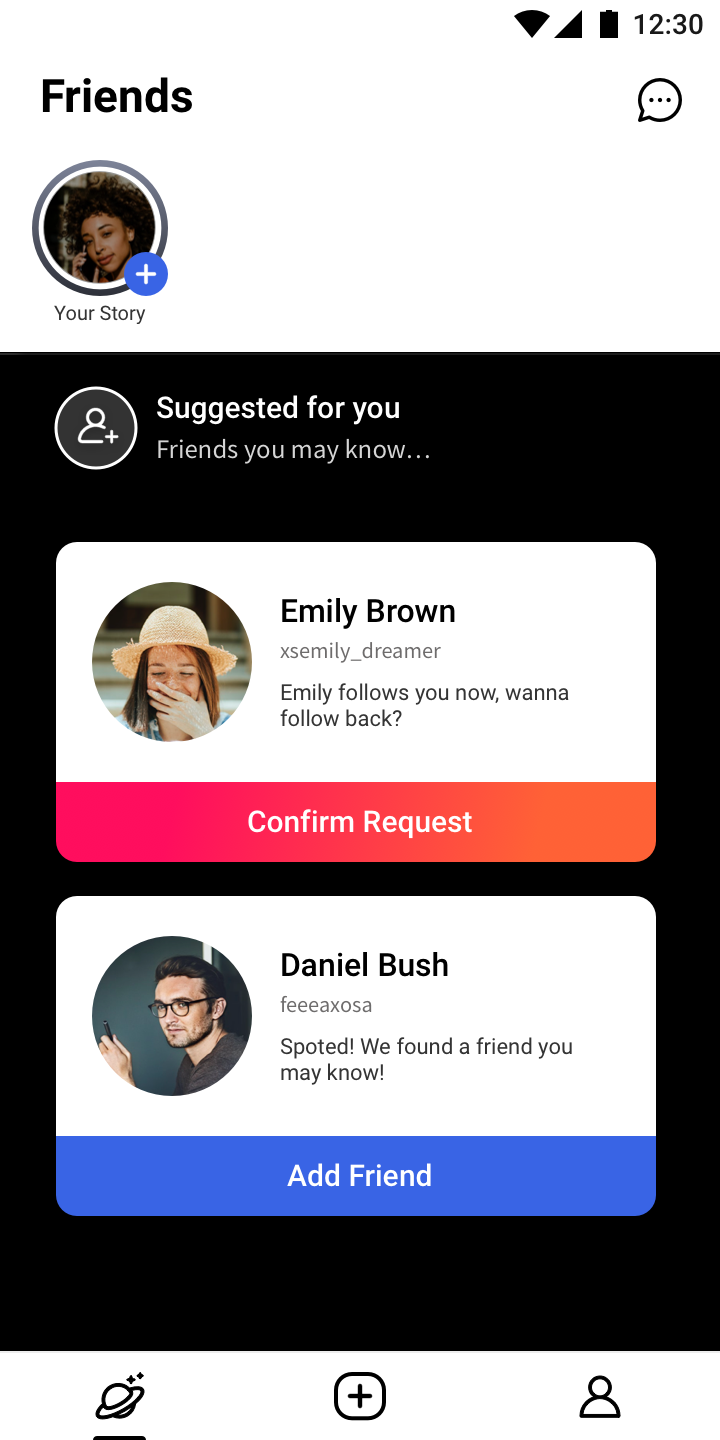 12:30
Friends
Your Story
Suggested for you
Friends you may know…
Emily Brown
xsemily_dreamer
Emily follows you now, wanna
follow back?
Confirm Request
Daniel Bush
feeeaxosa
Spoted! We found a friend you
may know!
Add Friend